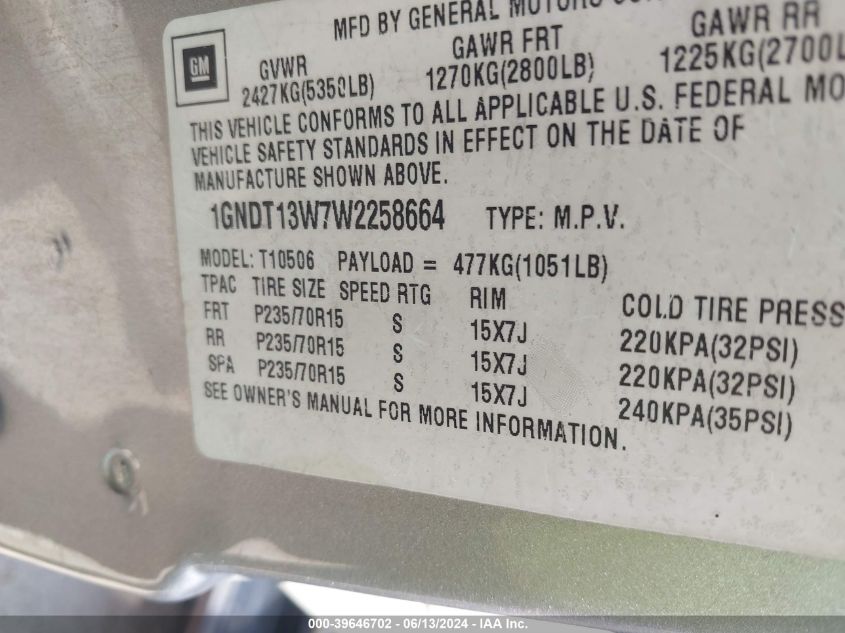 MFD BY GENERAL MOTORS
GM
GVWR GAWR FRT GAWR RR
2427KG(5350LB) 1270KG(2800LB) 1225KG(2700L
THIS VEHICLE CONFORMS TO ALL APPLICABLE U.S. FEDERAL MO
VEHICLE SAFETY STANDARDS IN EFFECT ON THE DATE OF
MANUFACTURE SHOWN ABOVE.
1GNDT13W7W2258664 TYPE: M.P.V.
MODEL: T10506 PAYLOAD = 477KG(1051LB)
TPAC TIRE SIZE SPEED RTG RIM COLD TIRE PRESS
FRT P235/70R15 S 15X7J 220KPA(32PSI)
RR P235/70R15 S 15X7J 220KPA(32PSI)
SPA P235/70R15 S 15X7J 240KPA(35PSI)
SEE OWNER'S MANUAL FOR MORE INFORMATION.
000-39646702 - 06/13/2024 - IAA Inc.